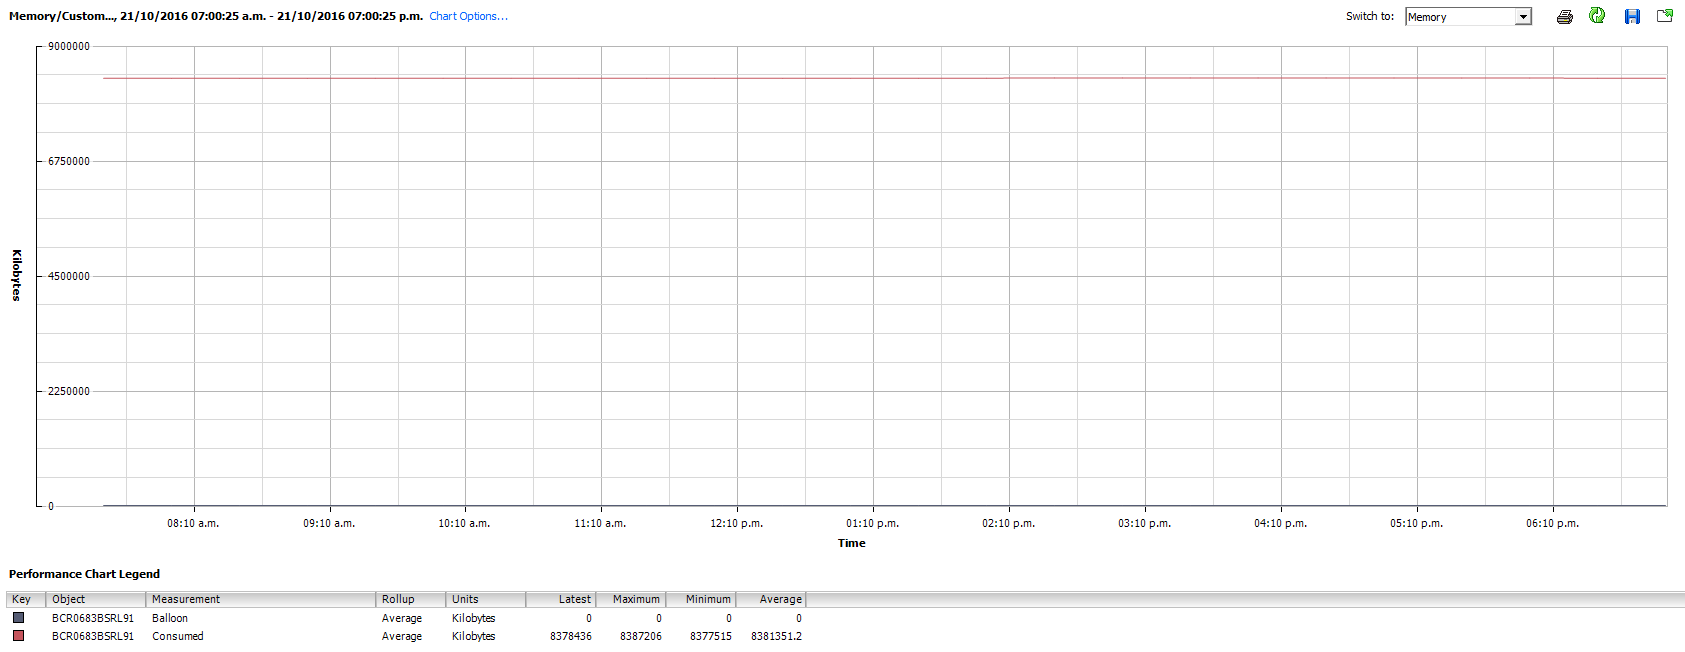 Memory/Custom..., 21/10/2016 07:00:25 a.m. - 21/10/2016 07:00:25 p.m. Chart Options... Switch to: Memory
9000000
6750000
4500000
2250000
0
Kilobytes
08:10 a.m. 09:10 a.m. 10:10 a.m. 11:10 a.m. 12:10 p.m. 01:10 p.m. 02:10 p.m. 03:10 p.m. 04:10 p.m. 05:10 p.m. 06:10 p.m.
Time
Performance Chart Legend
Key Object Measurement Rollup Units Latest Maximum Minimum Average
BCR0683BSRL91 Balloon Average Kilobytes 0 0 0 0
BCR0683BSRL91 Consumed Average Kilobytes 8378436 8387206 8377515 8381351.2